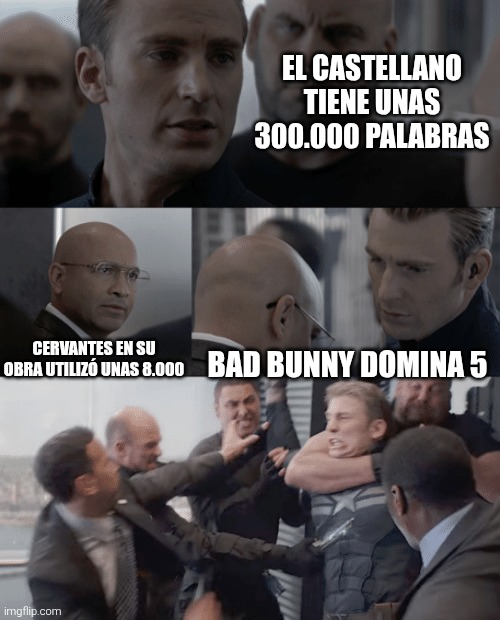 EL CASTELLANO
TIENE UNAS
300.000 PALABRAS
CERVANTES EN SU
OBRA UTILIZÓ UNAS 8.000
BAD BUNNY DOMINA 5
imgflip.com